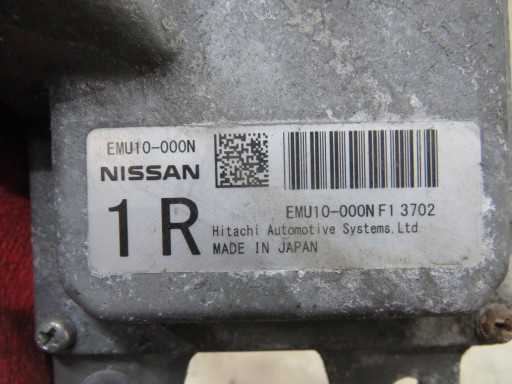 EMU10-000N
NISSAN
1R
EMU10-000N F1 3702
Hitachi Automotive Systems,Ltd.
MADE IN JAPAN